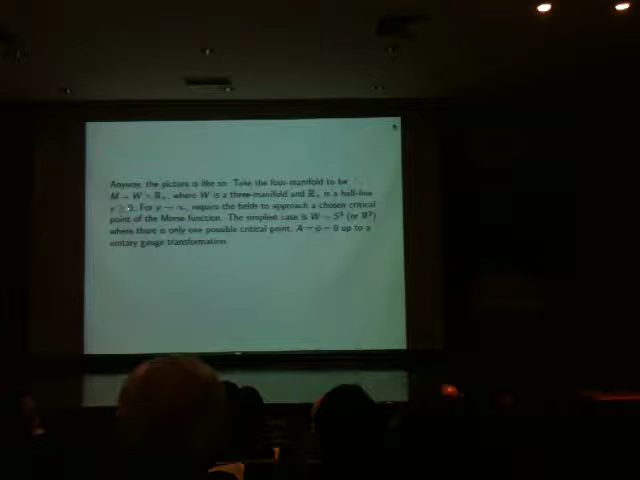 Anyway, the picture is like so: Take the four-manifold to be
M = W × ℝ₊, where W is a three-manifold and ℝ₊ is a half-line
y ≥ 0. For y → ∞, require the fields to approach a chosen critical
point of the Morse function. The simplest case is W = S³ (or ℝ³)
where there is only one possible critical point, A = φ = 0 up to a
unitary gauge transformation.